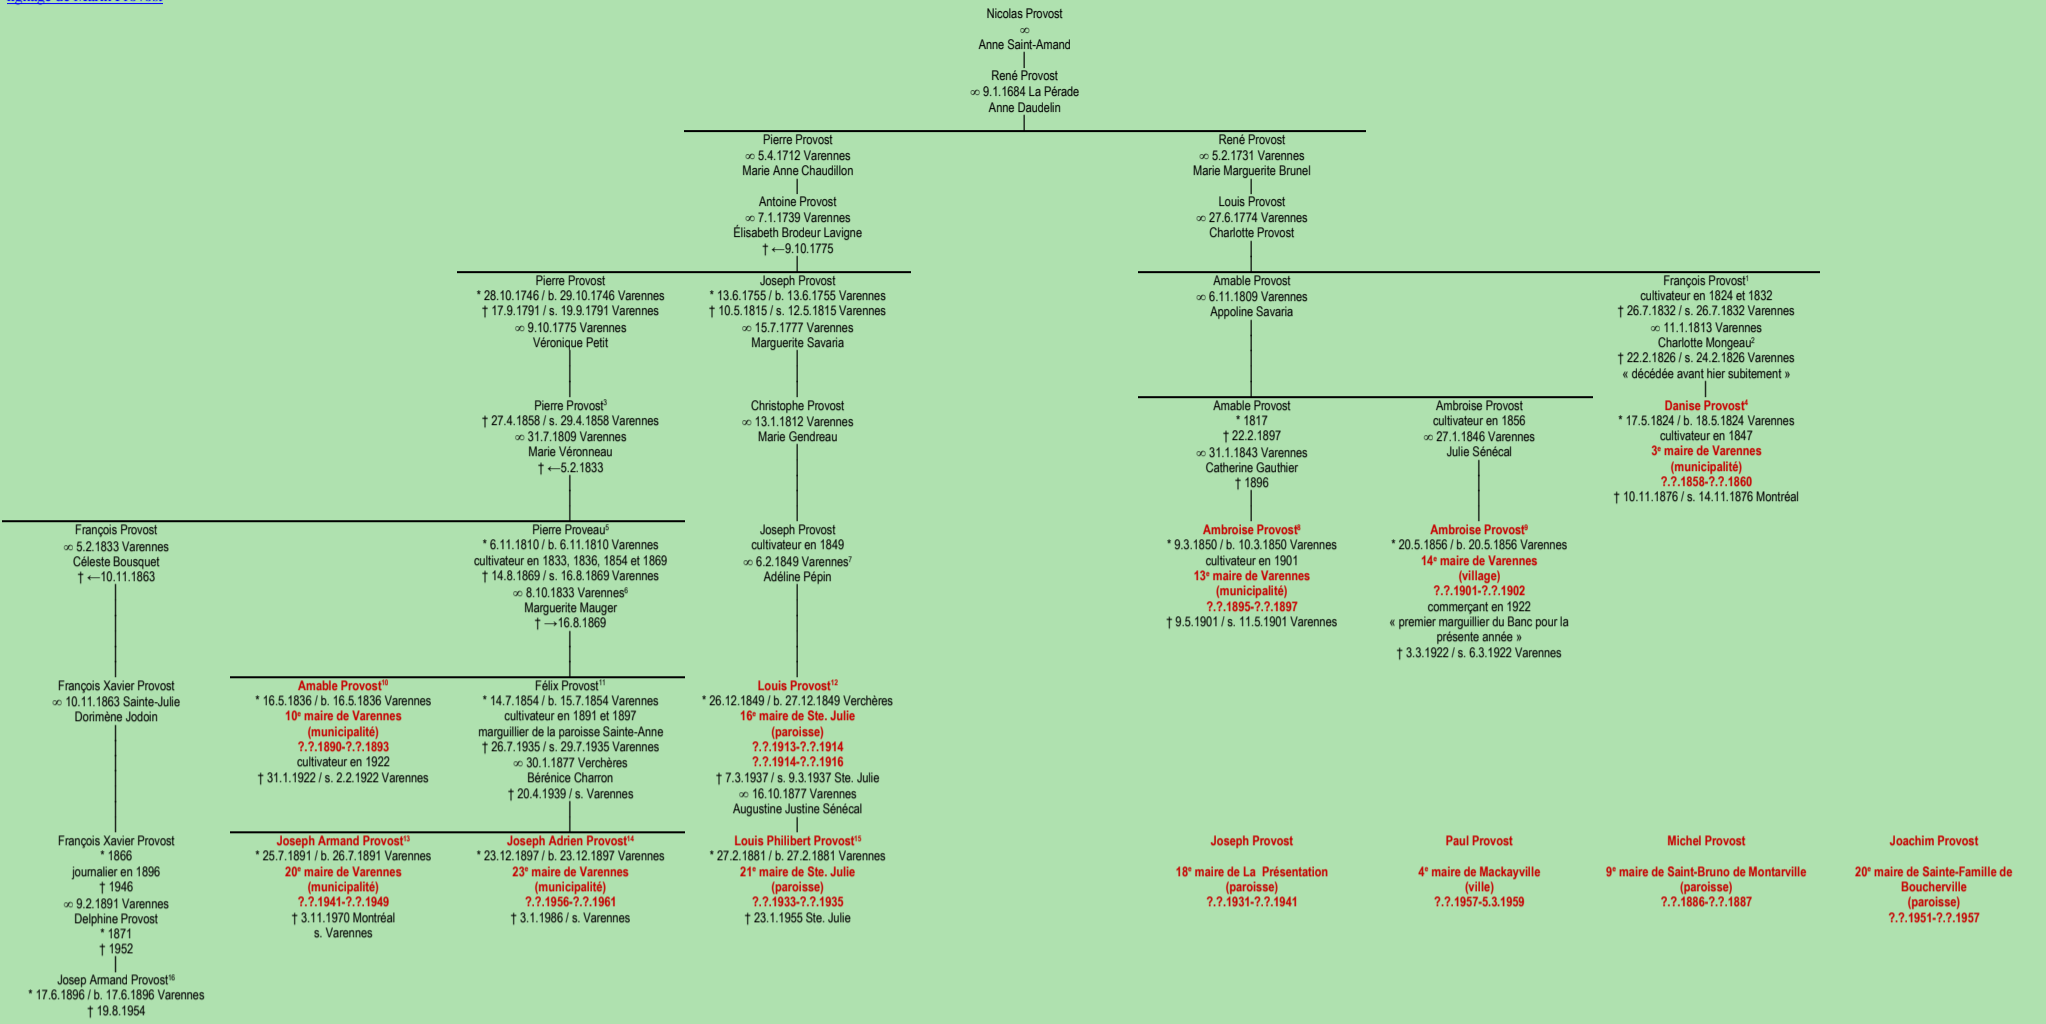 lignage de Martin Provost
Nicolas Provost
∞
Anne Saint-Amand
René Provost
∞ 9.1.1684 La Pérade
Anne Daudelin
Pierre Provost
∞ 5.4.1712 Varennes
Marie Anne Chaudillon
René Provost
∞ 5.2.1731 Varennes
Marie Marguerite Brunel
Antoine Provost
∞ 7.1.1739 Varennes
Élisabeth Brodeur Lavigne
† ←9.10.1775
Louis Provost
∞ 27.6.1774 Varennes
Charlotte Provost
Pierre Provost
* 28.10.1746 / b. 29.10.1746 Varennes
† 17.9.1791 / s. 19.9.1791 Varennes
∞ 9.10.1775 Varennes
Véronique Petit
Joseph Provost
* 13.6.1755 / b. 13.6.1755 Varennes
† 10.5.1815 / s. 12.5.1815 Varennes
∞ 15.7.1777 Varennes
Marguerite Savaria
Amable Provost
∞ 6.11.1809 Varennes
Appoline Savaria
François Provost¹
cultivateur en 1824 et 1832
† 26.7.1832 / s. 26.7.1832 Varennes
∞ 11.1.1813 Varennes
Charlotte Mongeau²
† 22.2.1826 / s. 24.2.1826 Varennes
« décédée avant hier subitement »
Pierre Provost³
† 27.4.1858 / s. 29.4.1858 Varennes
∞ 31.7.1809 Varennes
Marie Véronneau
† ←5.2.1833
Christophe Provost
∞ 13.1.1812 Varennes
Marie Gendreau
Amable Provost
* 1817
† 22.2.1897
∞ 31.1.1843 Varennes
Catherine Gauthier
† 1896
Ambroise Provost
cultivateur en 1856
∞ 27.1.1846 Varennes
Julie Sénécal
Danise Provost⁴
* 17.5.1824 / b. 18.5.1824 Varennes
cultivateur en 1847
3ᵉ maire de Varennes
(municipalité)
?.?.1858-?.?.1860
† 10.11.1876 / s. 14.11.1876 Montréal
François Provost
∞ 5.2.1833 Varennes
Céleste Bousquet
† ←10.11.1863
Pierre Proveau⁵
* 6.11.1810 / b. 6.11.1810 Varennes
cultivateur en 1833, 1836, 1854 et 1869
† 14.8.1869 / s. 16.8.1869 Varennes
∞ 8.10.1833 Varennes⁶
Marguerite Mauger
† →16.8.1869
Joseph Provost
cultivateur en 1849
∞ 6.2.1849 Varennes⁷
Adéline Pépin
Ambroise Provost⁸
* 9.3.1850 / b. 10.3.1850 Varennes
cultivateur en 1901
13ᵉ maire de Varennes
(municipalité)
?.?.1895-?.?.1897
† 9.5.1901 / s. 11.5.1901 Varennes
Ambroise Provost⁹
* 20.5.1856 / b. 20.5.1856 Varennes
14ᵉ maire de Varennes
(village)
?.?.1901-?.?.1902
commerçant en 1922
« premier marguillier du Banc pour la
présente année »
† 3.3.1922 / s. 6.3.1922 Varennes
François Xavier Provost
∞ 10.11.1863 Sainte-Julie
Dorimène Jodoin
Amable Provost¹⁰
* 16.5.1836 / b. 16.5.1836 Varennes
10ᵉ maire de Varennes
(municipalité)
?.?.1890-?.?.1893
cultivateur en 1922
† 31.1.1922 / s. 2.2.1922 Varennes
Félix Provost¹¹
* 14.7.1854 / b. 15.7.1854 Varennes
cultivateur en 1891 et 1897
marguillier de la paroisse Sainte-Anne
† 26.7.1935 / s. 29.7.1935 Varennes
∞ 30.1.1877 Verchères
Bérénice Charron
† 20.4.1939 / s. Varennes
Louis Provost¹²
* 26.12.1849 / b. 27.12.1849 Verchères
16ᵉ maire de Ste. Julie
(paroisse)
?.?.1913-?.?.1914
?.?.1914-?.?.1916
† 7.3.1937 / s. 9.3.1937 Ste. Julie
∞ 16.10.1877 Varennes
Augustine Justine Sénécal
François Xavier Provost
* 1866
journalier en 1896
† 1946
∞ 9.2.1891 Varennes
Delphine Provost
* 1871
† 1952
Joseph Armand Provost¹³
* 25.7.1891 / b. 26.7.1891 Varennes
20ᵉ maire de Varennes
(municipalité)
?.?.1941-?.?.1949
† 3.11.1970 Montréal
s. Varennes
Joseph Adrien Provost¹⁴
* 23.12.1897 / b. 23.12.1897 Varennes
23ᵉ maire de Varennes
(municipalité)
?.?.1956-?.?.1961
† 3.1.1986 / s. Varennes
Louis Philibert Provost¹⁵
* 27.2.1881 / b. 27.2.1881 Varennes
21ᵉ maire de Ste. Julie
(paroisse)
?.?.1933-?.?.1935
† 23.1.1955 Ste. Julie
Joseph Provost
18ᵉ maire de La Présentation
(paroisse)
?.?.1931-?.?.1941
Paul Provost
4ᵉ maire de Mackayville
(ville)
?.?.1957-5.3.1959
Michel Provost
9ᵉ maire de Saint-Bruno de Montarville
(paroisse)
?.?.1886-?.?.1887
Joachim Provost
20ᵉ maire de Sainte-Famille de
Boucherville
(paroisse)
?.?.1951-?.?.1957
Josep Armand Provost¹⁶
* 17.6.1896 / b. 17.6.1896 Varennes
† 19.8.1954